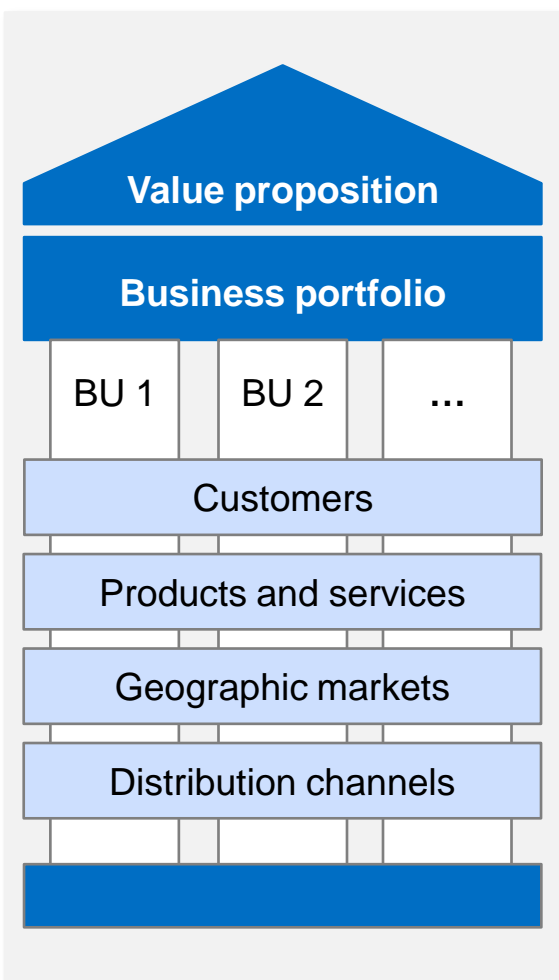 Value proposition
Business portfolio
BU 1 BU 2 ...
Customers
Products and services
Geographic markets
Distribution channels